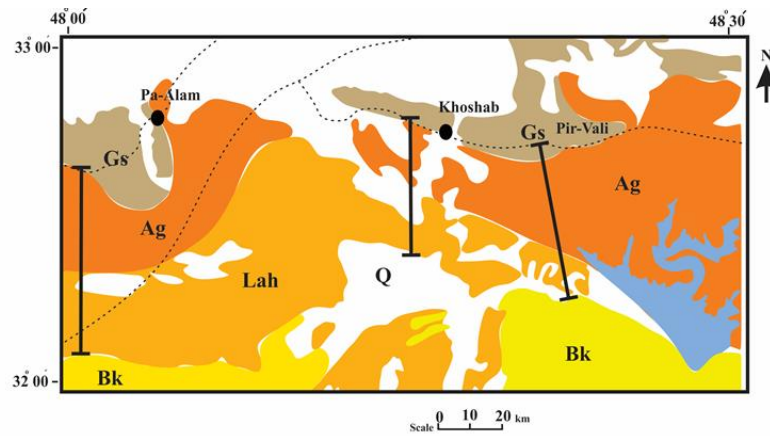 48°00'
48°30'
33°00'
N
Pa-Alam
Khoshab
Gs
Gs
Pir-Vali
Ag
Ag
Lah
Q
Bk
Bk
32°00'
0 10 20 km
Scale